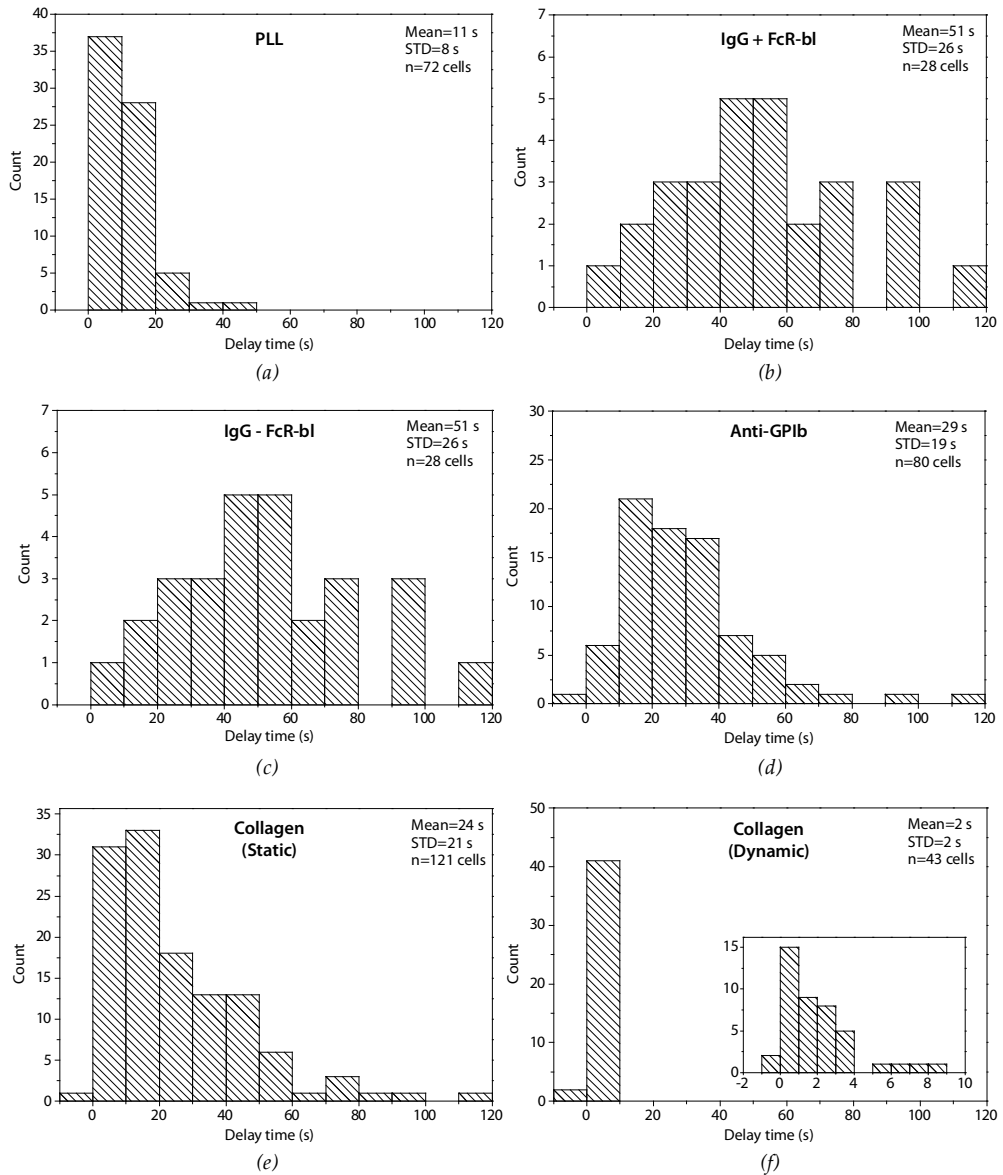 40
35
30
25
20
15
10
5
0
Count
PLL
Mean=11 s
STD=8 s
n=72 cells
0 20 40 60 80 100 120
Delay time (s)
(a)
7
6
5
4
3
2
1
0
Count
IgG + FcR-bl
Mean=51 s
STD=26 s
n=28 cells
0 20 40 60 80 100 120
Delay time (s)
(b)
7
6
5
4
3
2
1
0
Count
IgG - FcR-bl
Mean=51 s
STD=26 s
n=28 cells
0 20 40 60 80 100 120
Delay time (s)
(c)
30
25
20
15
10
5
0
Count
Anti-GPIb
Mean=29 s
STD=19 s
n=80 cells
0 20 40 60 80 100 120
Delay time (s)
(d)
35
30
25
20
15
10
5
0
Count
Collagen
(Static)
Mean=24 s
STD=21 s
n=121 cells
0 20 40 60 80 100 120
Delay time (s)
(e)
50
40
30
20
10
0
Count
Collagen
(Dynamic)
Mean=2 s
STD=2 s
n=43 cells
15
10
5
0
-2 0 2 4 6 8 10
0 20 40 60 80 100 120
Delay time (s)
(f)